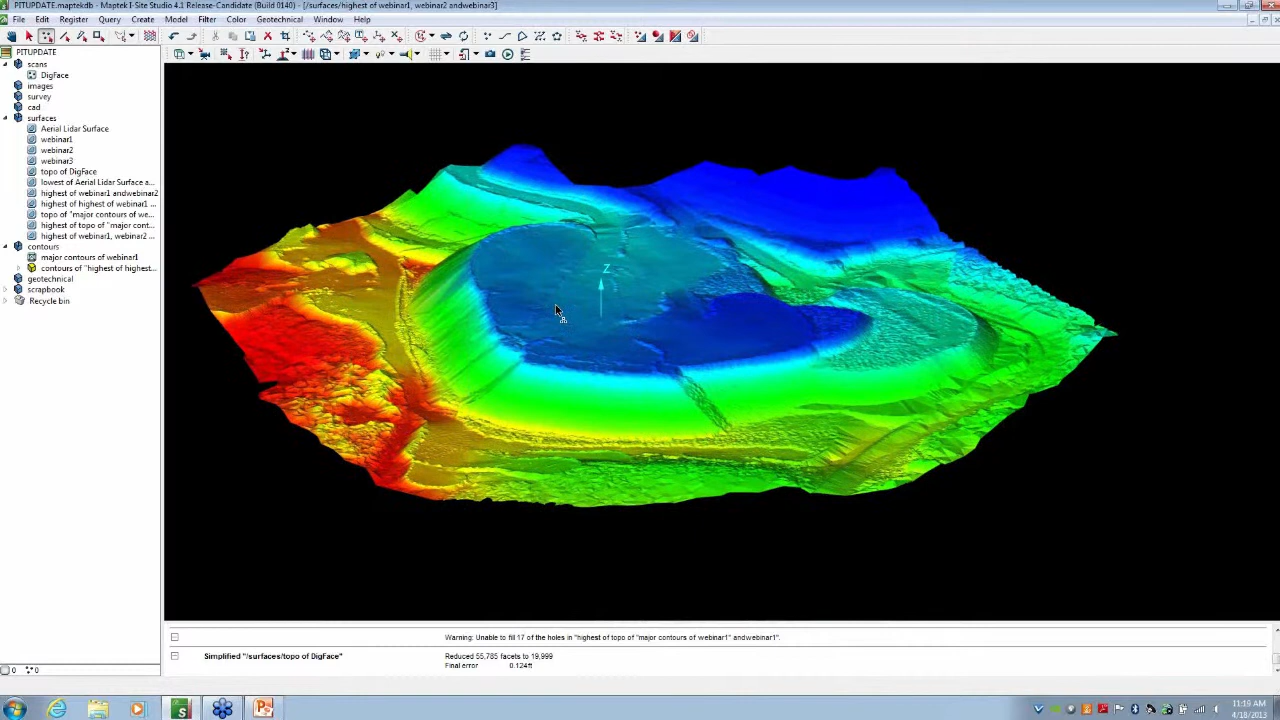 PITUPDATE.maptekdb - Maptek I-Site Studio 4.1 Release-Candidate (Build 0140) - [/surfaces/highest of webinar1, webinar2 andwebinar3]
File Edit Register Query Create Model Filter Color Geotechnical Window Help
PITUPDATE
scans
DigFace
images
survey
cad
surfaces
Aerial Lidar Surface
webinar1
webinar2
webinar3
topo of DigFace
lowest of Aerial Lidar Surface a...
highest of webinar1 andwebinar2
highest of highest of webinar1 ...
topo of "major contours of we...
highest of topo of "major cont...
highest of webinar1, webinar2 ...
contours
major contours of webinar1
contours of "highest of highest...
geotechnical
scrapbook
Recycle bin
Z
Warning: Unable to fill 17 of the holes in "highest of topo of "major contours of webinar1" andwebinar1".
Simplified "/surfaces/topo of DigFace" Reduced 55,785 facets to 19,999
Final error 0.124ft
0 0
11:19 AM
4/18/2013